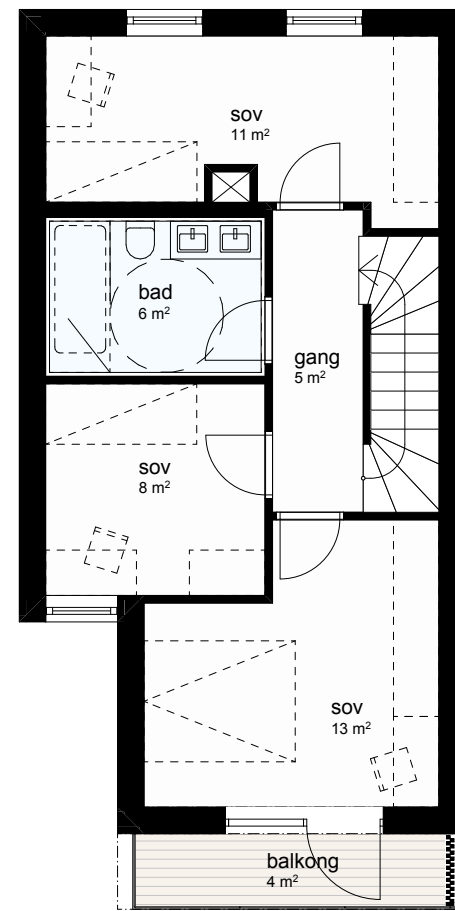 sov
11 m²
bad
6 m²
gang
5 m²
sov
8 m²
sov
13 m²
balkong
4 m²